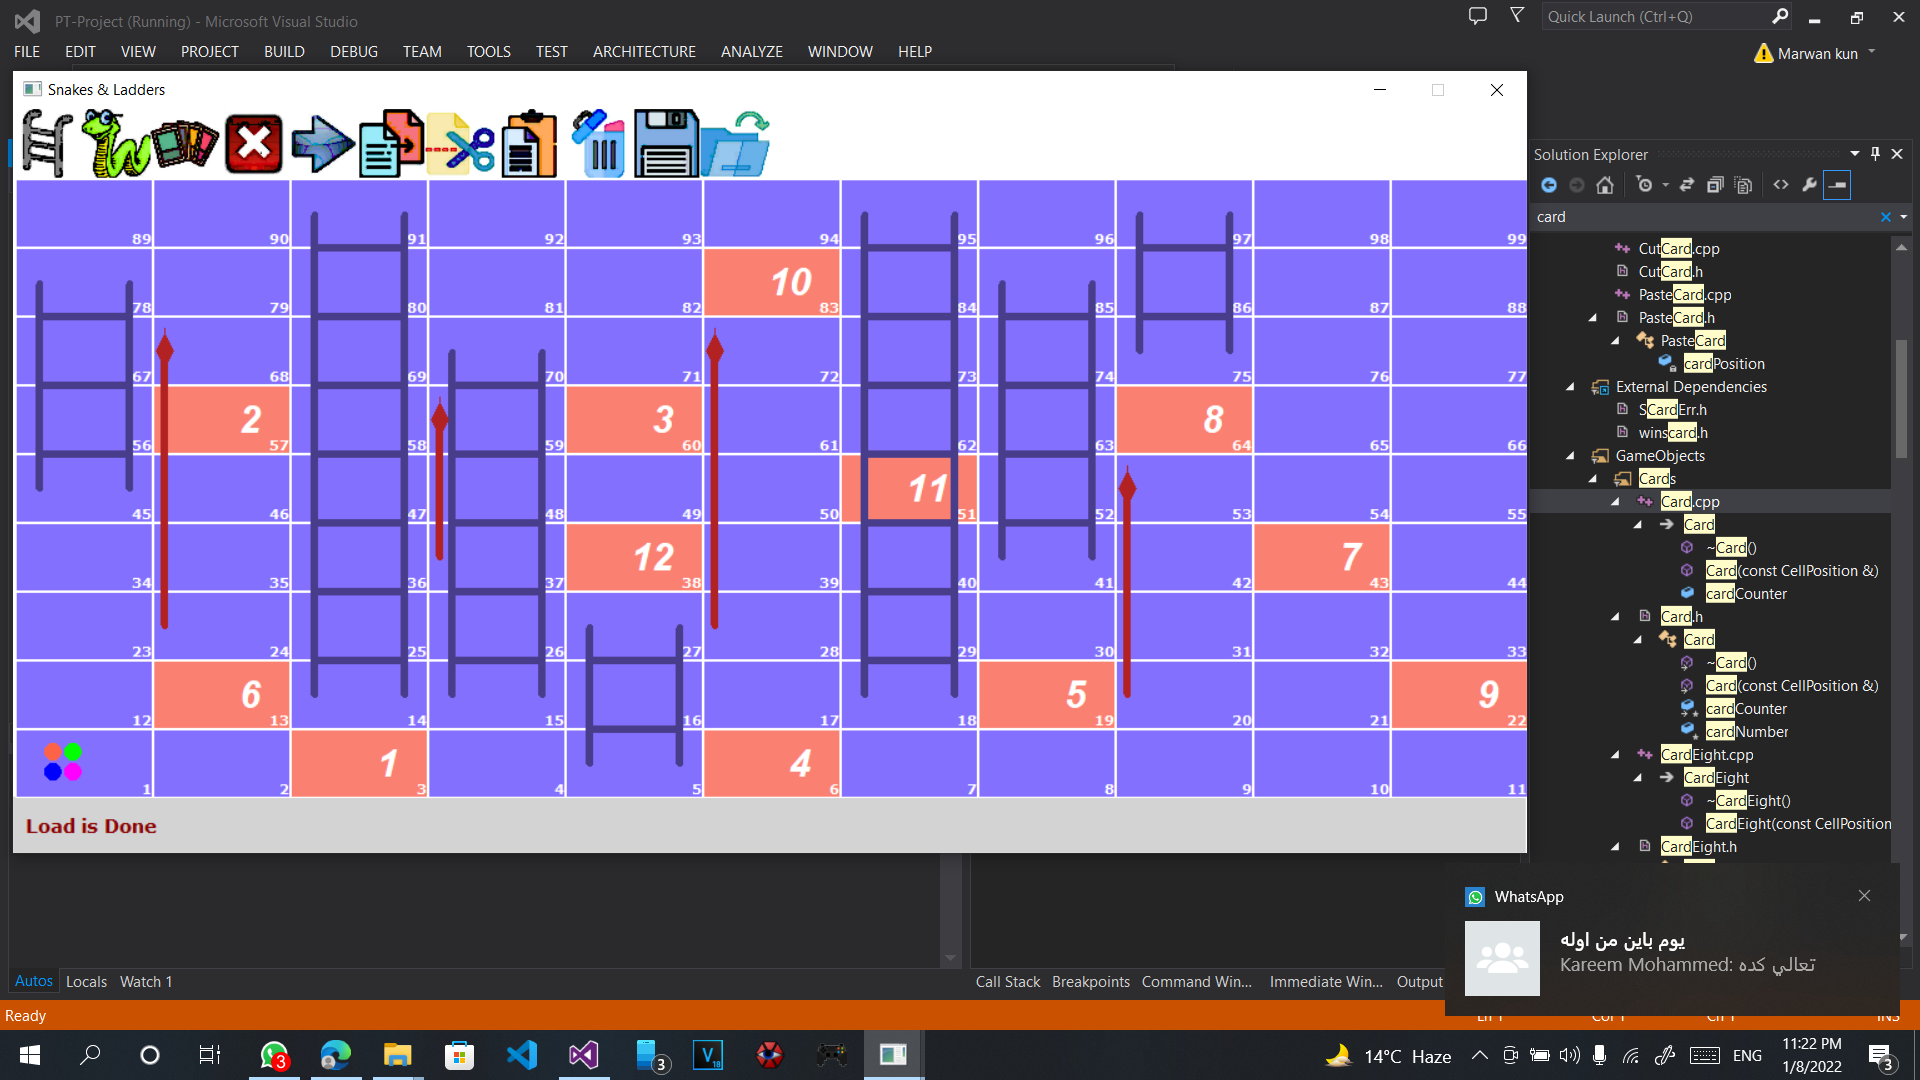 PT-Project (Running) - Microsoft Visual Studio
Quick Launch (Ctrl+Q)
FILE EDIT VIEW PROJECT BUILD DEBUG TEAM TOOLS TEST ARCHITECTURE ANALYZE WINDOW HELP
Marwan kun
Snakes & Ladders
89 90 91 92 93 94 95 96 97 98 99
10
78 79 80 81 82 83 84 85 86 87 88
67 68 69 70 71 72 73 74 75 76 77
2 3 8
56 57 58 59 60 61 62 63 64 65 66
11
45 46 47 48 49 50 51 52 53 54 55
12 7
34 35 36 37 38 39 40 41 42 43 44
23 24 25 26 27 28 29 30 31 32 33
6 5 9
12 13 14 15 16 17 18 19 20 21 22
1 4
1 2 3 4 5 6 7 8 9 10 11
Load is Done
Solution Explorer
card
CutCard.cpp
CutCard.h
PasteCard.cpp
PasteCard.h
PasteCard
cardPosition
External Dependencies
SCardErr.h
winscard.h
GameObjects
Cards
Card.cpp
Card
~Card()
Card(const CellPosition &)
cardCounter
Card.h
Card
~Card()
Card(const CellPosition &)
cardCounter
cardNumber
CardEight.cpp
CardEight
~CardEight()
CardEight(const CellPosition
CardEight.h
WhatsApp
يوم باين من اوله
Kareem Mohammed: تعالي كده
Autos Locals Watch 1
Call Stack Breakpoints Command Win... Immediate Win... Output
Ready
3
3
V
18
14°C Haze
ENG
11:22 PM
1/8/2022
3